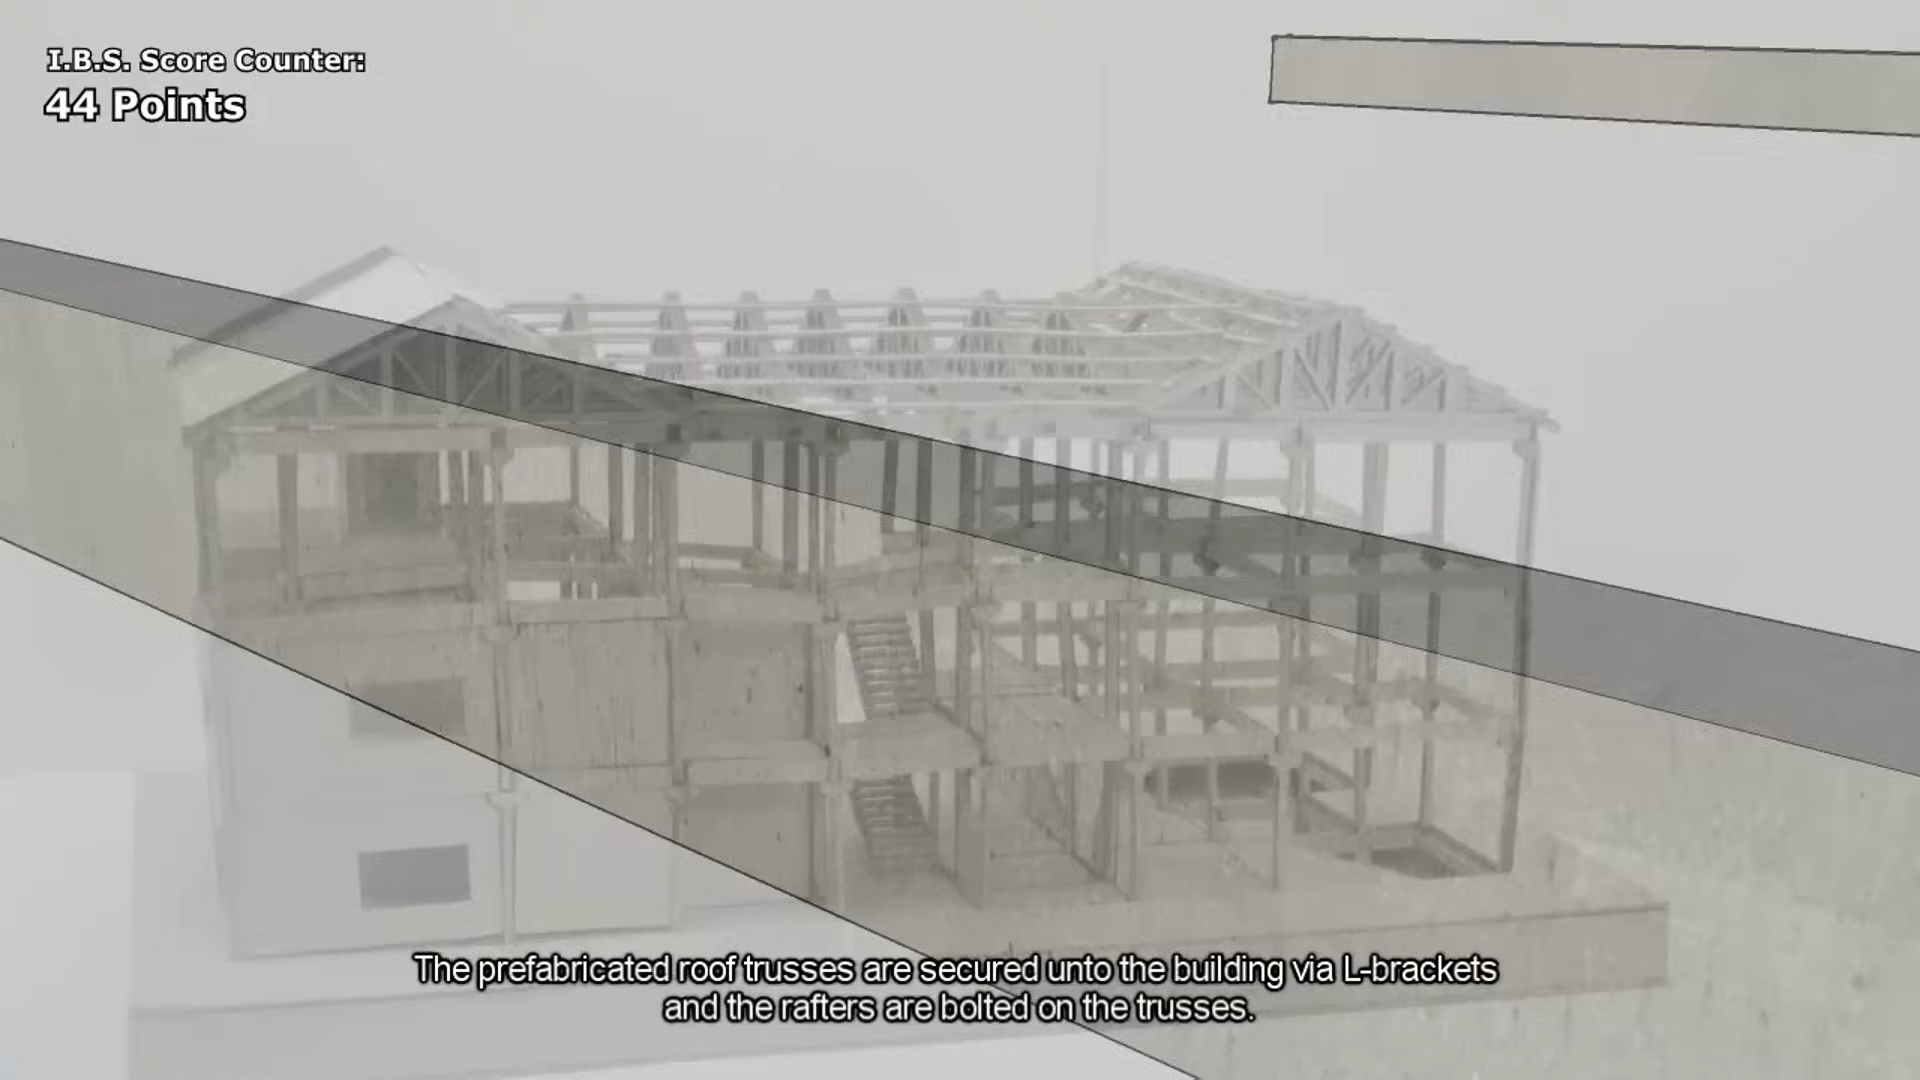 I.B.S. Score Counter:
44 Points
The prefabricated roof trusses are secured unto the building via L-brackets
and the rafters are bolted on the trusses.